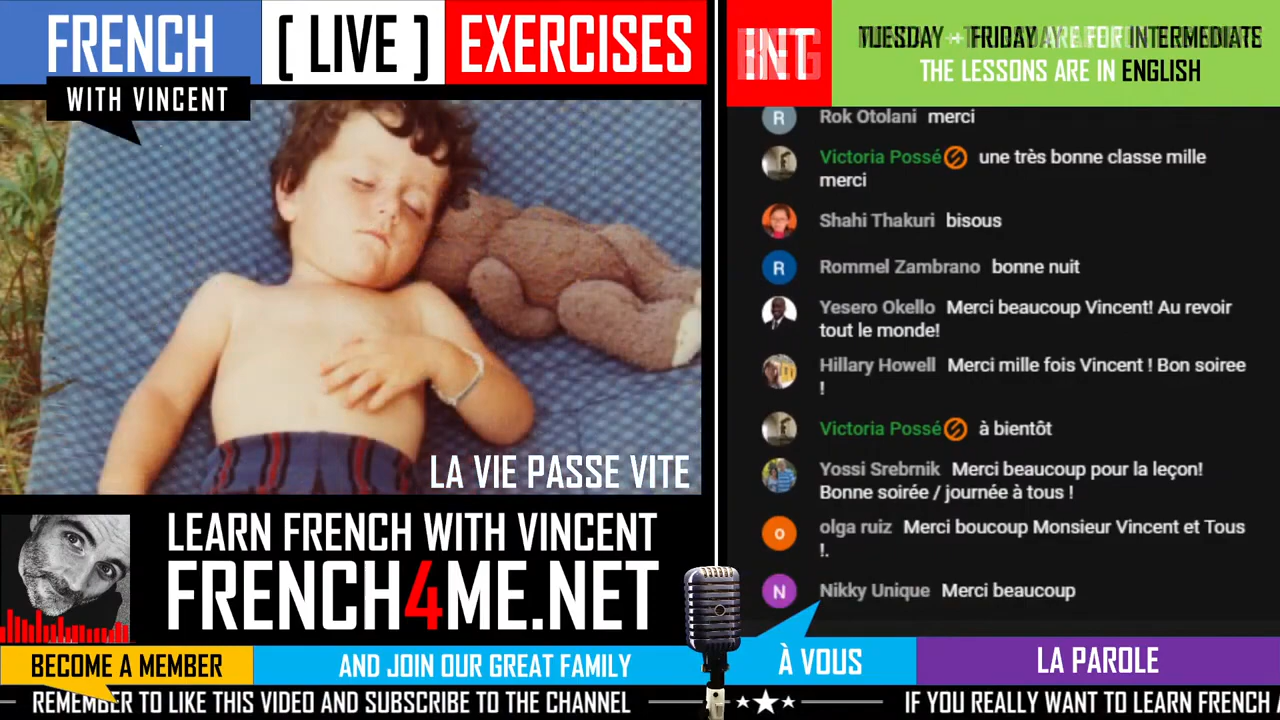 FRENCH
WITH VINCENT
[ LIVE ]
EXERCISES
LA VIE PASSE VITE
LEARN FRENCH WITH VINCENT
FRENCH4ME.NET
BECOME A MEMBER
AND JOIN OUR GREAT FAMILY
REMEMBER TO LIKE THIS VIDEO AND SUBSCRIBE TO THE CHANNEL
IF YOU REALLY WANT TO LEARN FRENCH
INT
TUESDAY FRIDAY ARE FOR INTERMEDIATE
THE LESSONS ARE IN ENGLISH
R Rok Otolani merci
Victoria Possé une très bonne classe mille
merci
Shahi Thakuri bisous
R Rommel Zambrano bonne nuit
Yesero Okello Merci beaucoup Vincent! Au revoir
tout le monde!
Hillary Howell Merci mille fois Vincent ! Bon soiree
!
Victoria Possé à bientôt
Yossi Srebrnik Merci beaucoup pour la leçon!
Bonne soirée / journée à tous !
o olga ruiz Merci boucoup Monsieur Vincent et Tous
!.
N Nikky Unique Merci beaucoup
À VOUS
LA PAROLE